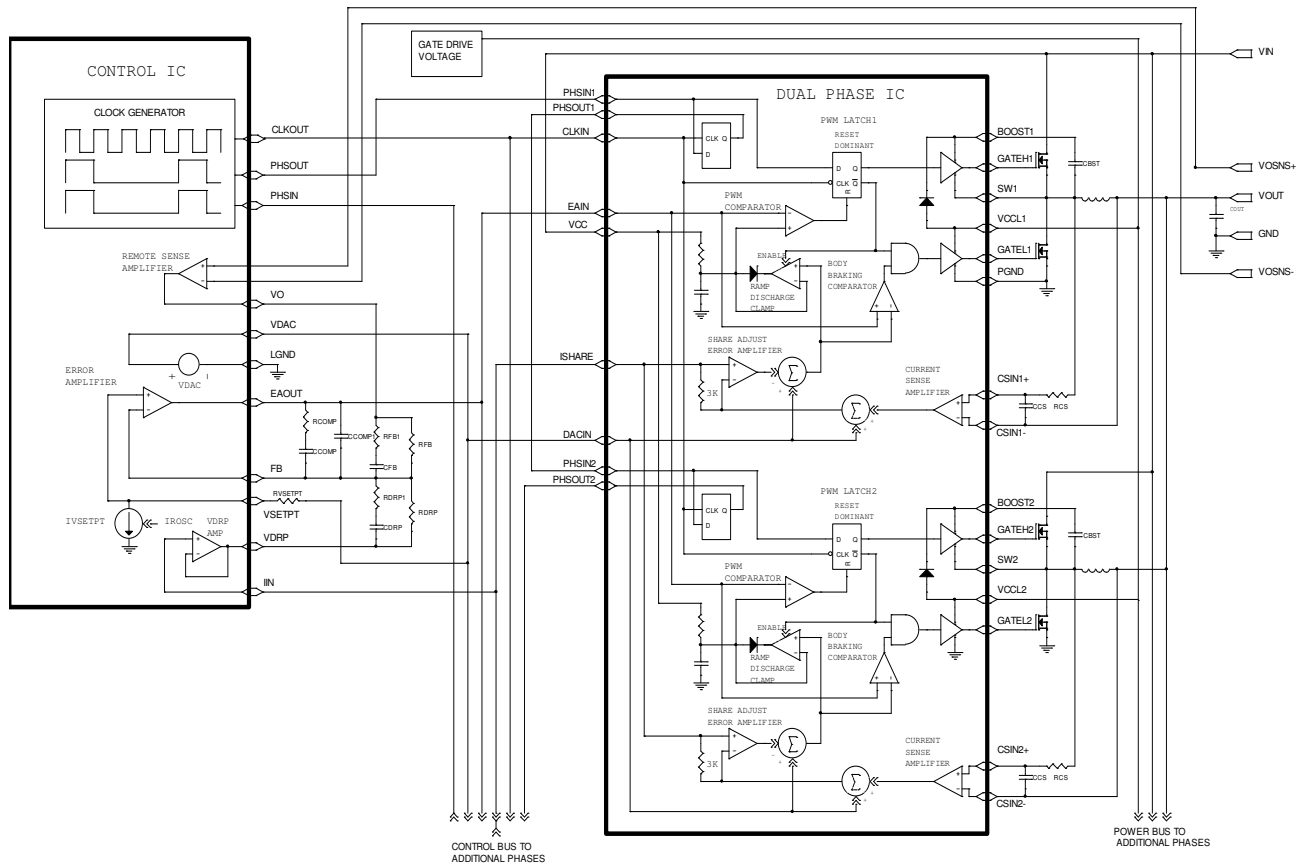 CONTROL IC
CLOCK GENERATOR
CLKOUT
PHSOUT
PHSIN
REMOTE SENSE
AMPLIFIER
+
-
VO
VDAC
LGND
+
VDAC
-
ERROR
AMPLIFIER
+
-
EAOUT
RCOMP
CCOMP
CCOMP1
RFB1
CFB
RFB
FB
RVSETPT
VSETPT
RDRP1
CDRP
RDRP
IVSETPT
IROSC
VDRP
AMP
+
-
VDRP
IIN
GATE DRIVE
VOLTAGE
DUAL PHASE IC
PHSIN1
PHSOUT1
CLKIN
EAIN
VCC
ISHARE
DACIN
PHSIN2
PHSOUT2
CLK Q
D
PWM LATCH1
RESET
DOMINANT
D Q
CLK Q
R
PWM
COMPARATOR
-
+
ENABLE
+
-
RAMP
DISCHARGE
CLAMP
BODY
BRAKING
COMPARATOR
+ -
SHARE ADJUST
ERROR AMPLIFIER
+
-
3K
Σ
-
+
Σ
+
+
CURRENT
SENSE
AMPLIFIER
+
-
BOOST1
GATEH1
SW1
VCCL1
GATEL1
PGND
CBST
CSIN1+
CCS RCS
CSIN1-
VIN
VOSNS+
VOUT
COUT
GND
VOSNS-
CLK Q
D
PWM LATCH2
RESET
DOMINANT
D Q
CLK Q
R
PWM
COMPARATOR
-
+
ENABLE
+
-
RAMP
DISCHARGE
CLAMP
BODY
BRAKING
COMPARATOR
+ -
SHARE ADJUST
ERROR AMPLIFIER
+
-
3K
Σ
-
+
Σ
+
+
CURRENT
SENSE
AMPLIFIER
+
-
BOOST2
GATEH2
SW2
VCCL2
GATEL2
CBST
CSIN2+
CCS RCS
CSIN2-
CONTROL BUS TO
ADDITIONAL PHASES
POWER BUS TO
ADDITIONAL PHASES